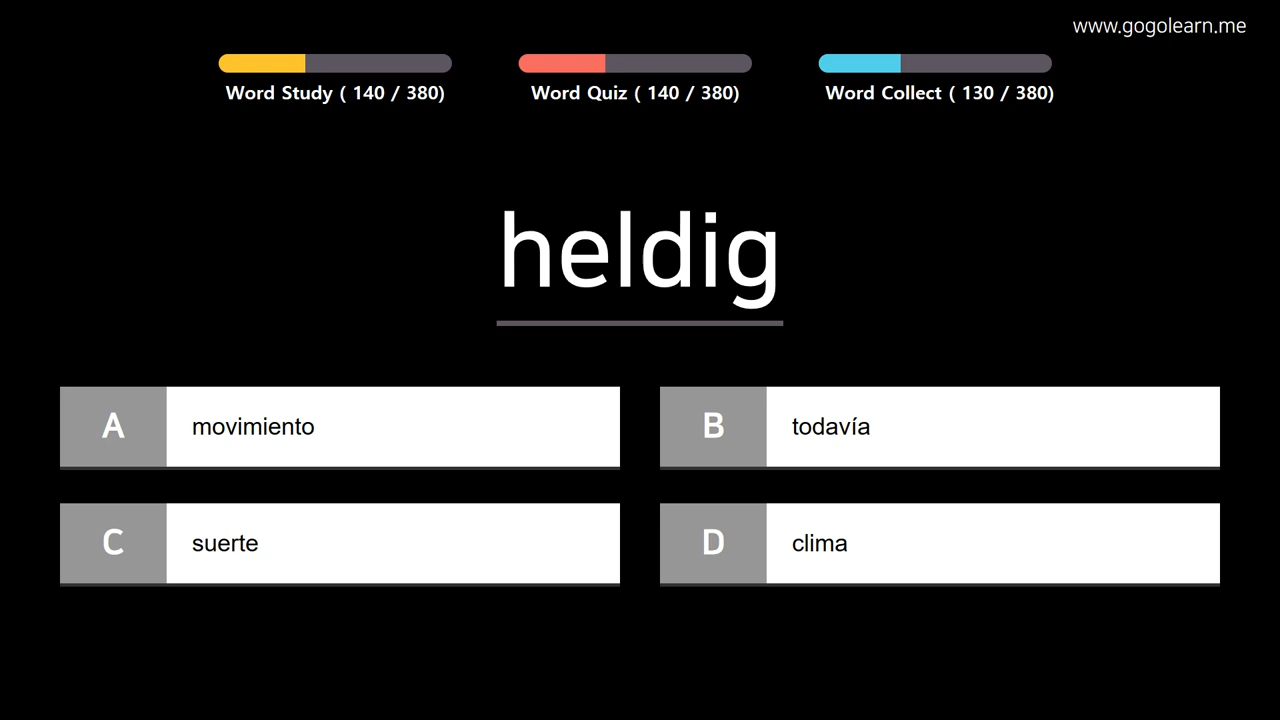 www.gogolearn.me
Word Study ( 140 / 380)
Word Quiz ( 140 / 380)
Word Collect ( 130 / 380)
heldig
A movimiento
B todavía
C suerte
D clima